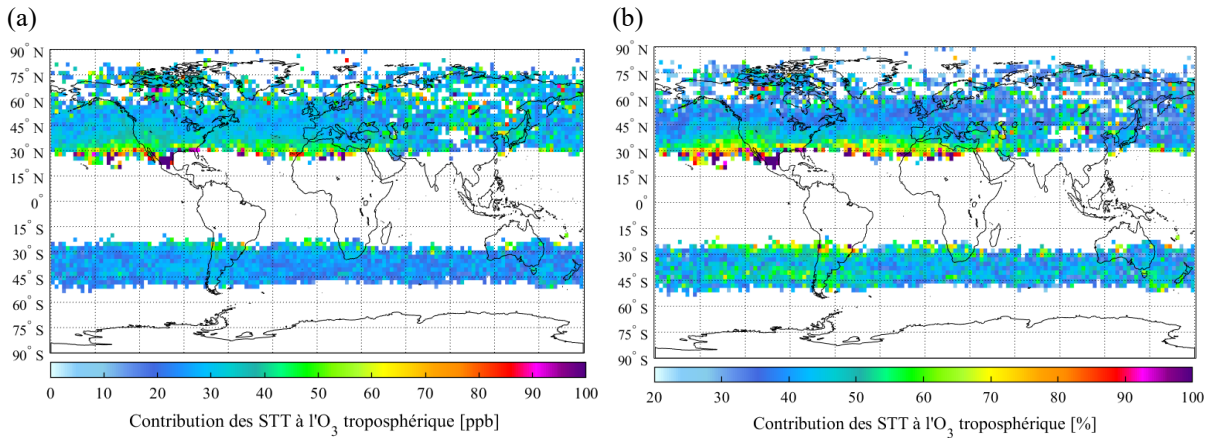 (a)
(b)
90° N
75° N
60° N
45° N
30° N
15° N
0°
15° S
30° S
45° S
60° S
75° S
90° S
0 10 20 30 40 50 60 70 80 90 100
Contribution des STT à l'O3 troposphérique [ppb]
90° N
75° N
60° N
45° N
30° N
15° N
0°
15° S
30° S
45° S
60° S
75° S
90° S
20 30 40 50 60 70 80 90 100
Contribution des STT à l'O3 troposphérique [%]